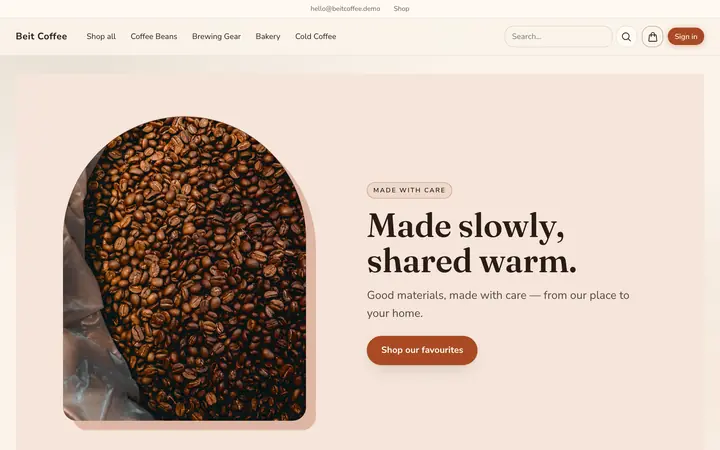 hello@beitcoffee.demo Shop
Beit Coffee Shop all Coffee Beans Brewing Gear Bakery Cold Coffee Search... Sign in
MADE WITH CARE
Made slowly,
shared warm.
Good materials, made with care — from our place to
your home.
Shop our favourites